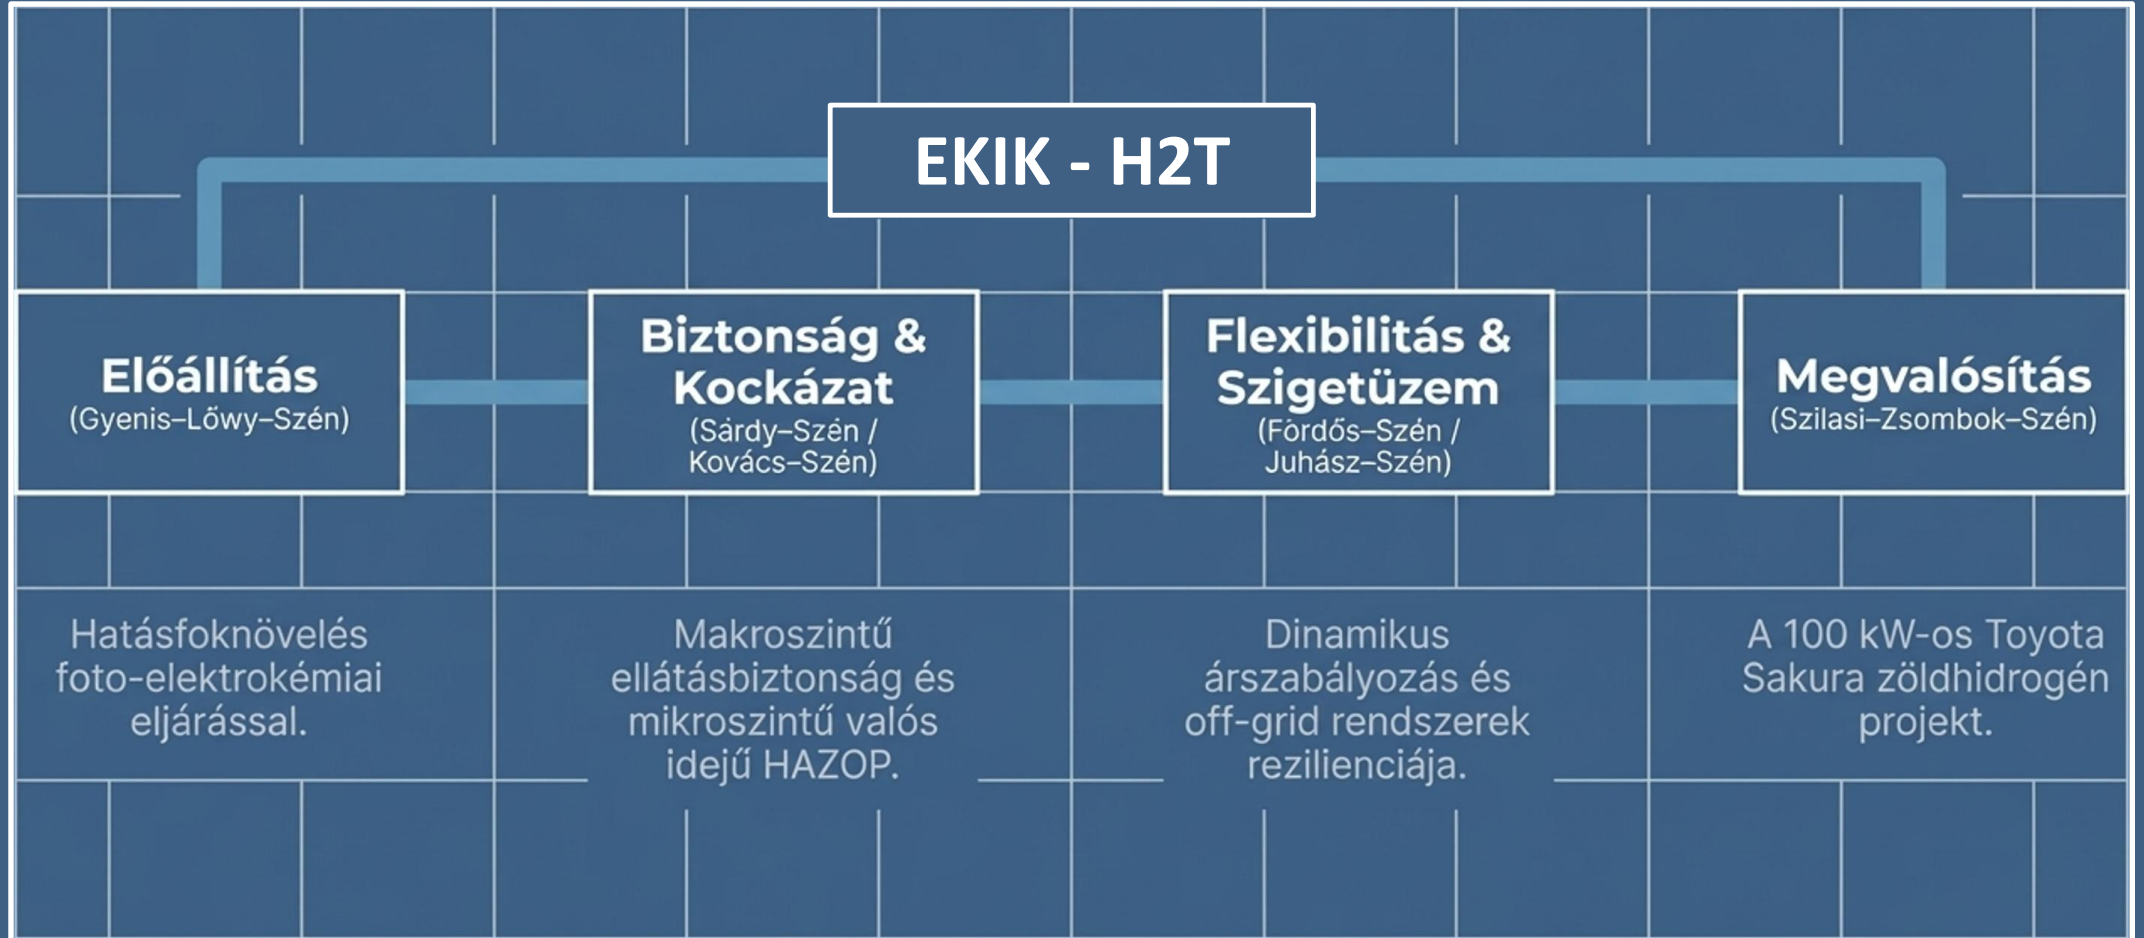 EKIK - H2T
Előállítás
(Gyenis–Lőwy–Szén)
Biztonság &
Kockázat
(Sárdy–Szén /
Kovács–Szén)
Flexibilitás &
Szigetüzem
(Fördős–Szén /
Juhász–Szén)
Megvalósítás
(Szilasi–Zsombok–Szén)
Hatásfoknövelés
foto-elektrokémiai
eljárással.
Makroszintű
ellátásbiztonság és
mikroszintű valós
idejű HAZOP.
Dinamikus
árszabályozás és
off-grid rendszerek
rezilienciája.
A 100 kW-os Toyota
Sakura zöldhidrogén
projekt.